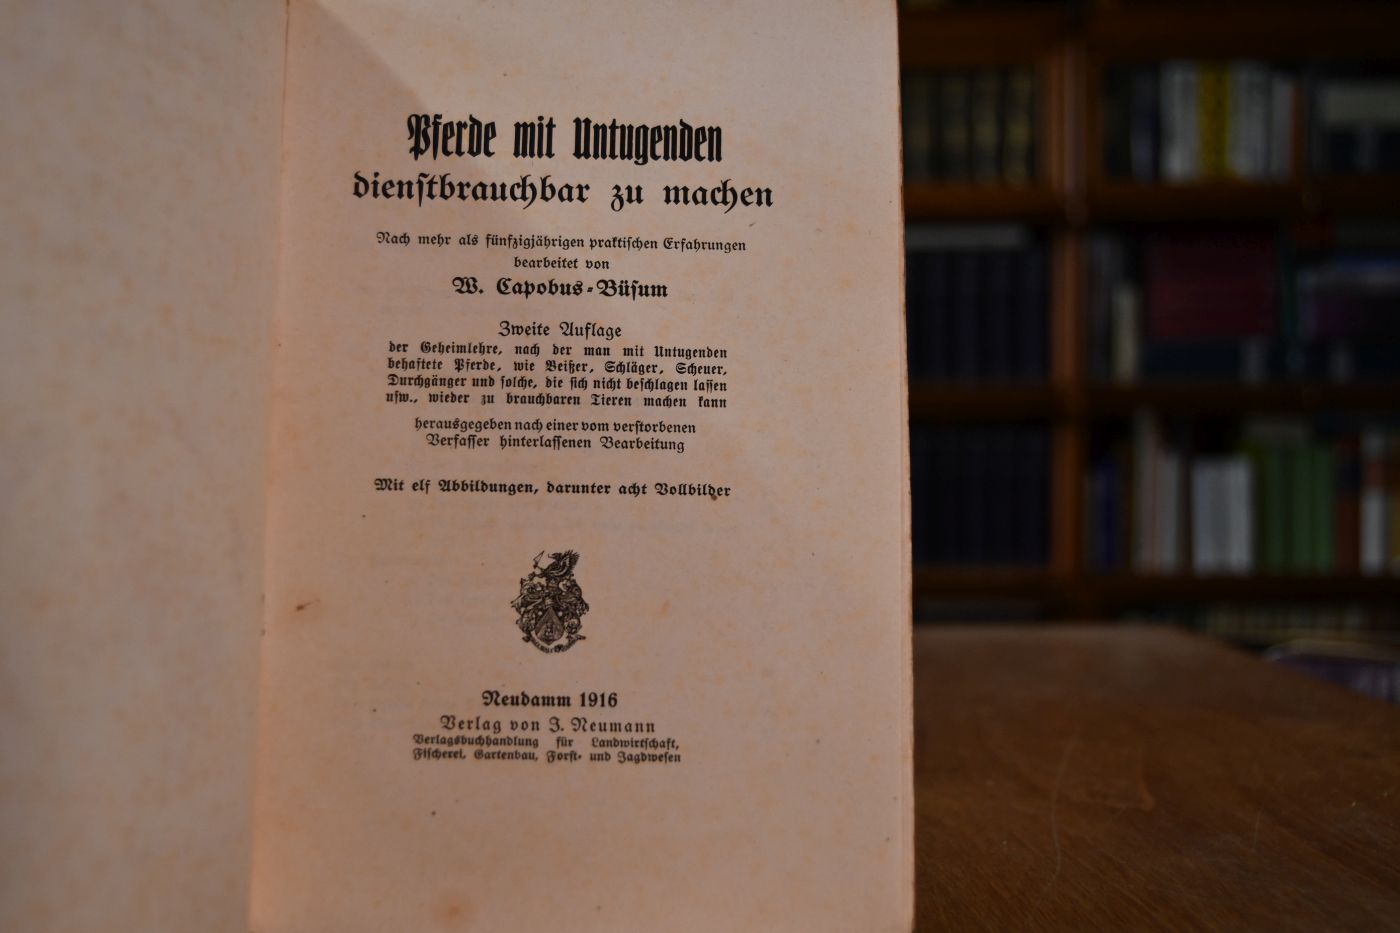 Pferde mit Untugenden
dienſtbrauchbar zu machen
Nach mehr als fünfzigjährigen praktiſchen Erfahrungen
bearbeitet von
W. Capobus-Büſum
Zweite Auflage
der Geheimlehre, nach der man mit Untugenden
behaftete Pferde, wie Beißer, Schläger, Scheuer,
Durchgänger und ſolche, die ſich nicht beſchlagen laſſen
uſw., wieder zu brauchbaren Tieren machen kann
herausgegeben nach einer vom verſtorbenen
Verfaſſer hinterlaſſenen Bearbeitung
Mit elf Abbildungen, darunter acht Vollbilder
Neudamm 1916
Verlag von J. Neumann
Verlagsbuchhandlung für Landwirtſchaft,
Fiſcherei, Gartenbau, Forſt- und Jagdweſen